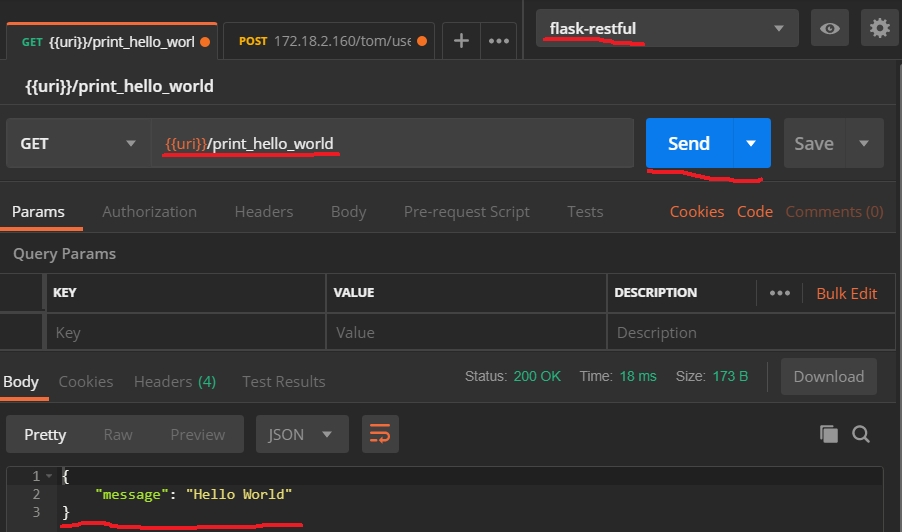 GET {{uri}}/print_hello_worl POST 172.18.2.160/tom/use flask-restful
{{uri}}/print_hello_world
GET {{uri}}/print_hello_world Send Save
Params Authorization Headers Body Pre-request Script Tests Cookies Code Comments (0)
Query Params
KEY VALUE DESCRIPTION ••• Bulk Edit
Key Value Description
Body Cookies Headers (4) Test Results Status: 200 OK Time: 18 ms Size: 173 B Download
Pretty Raw Preview JSON
1 {
2 "message": "Hello World"
3 }